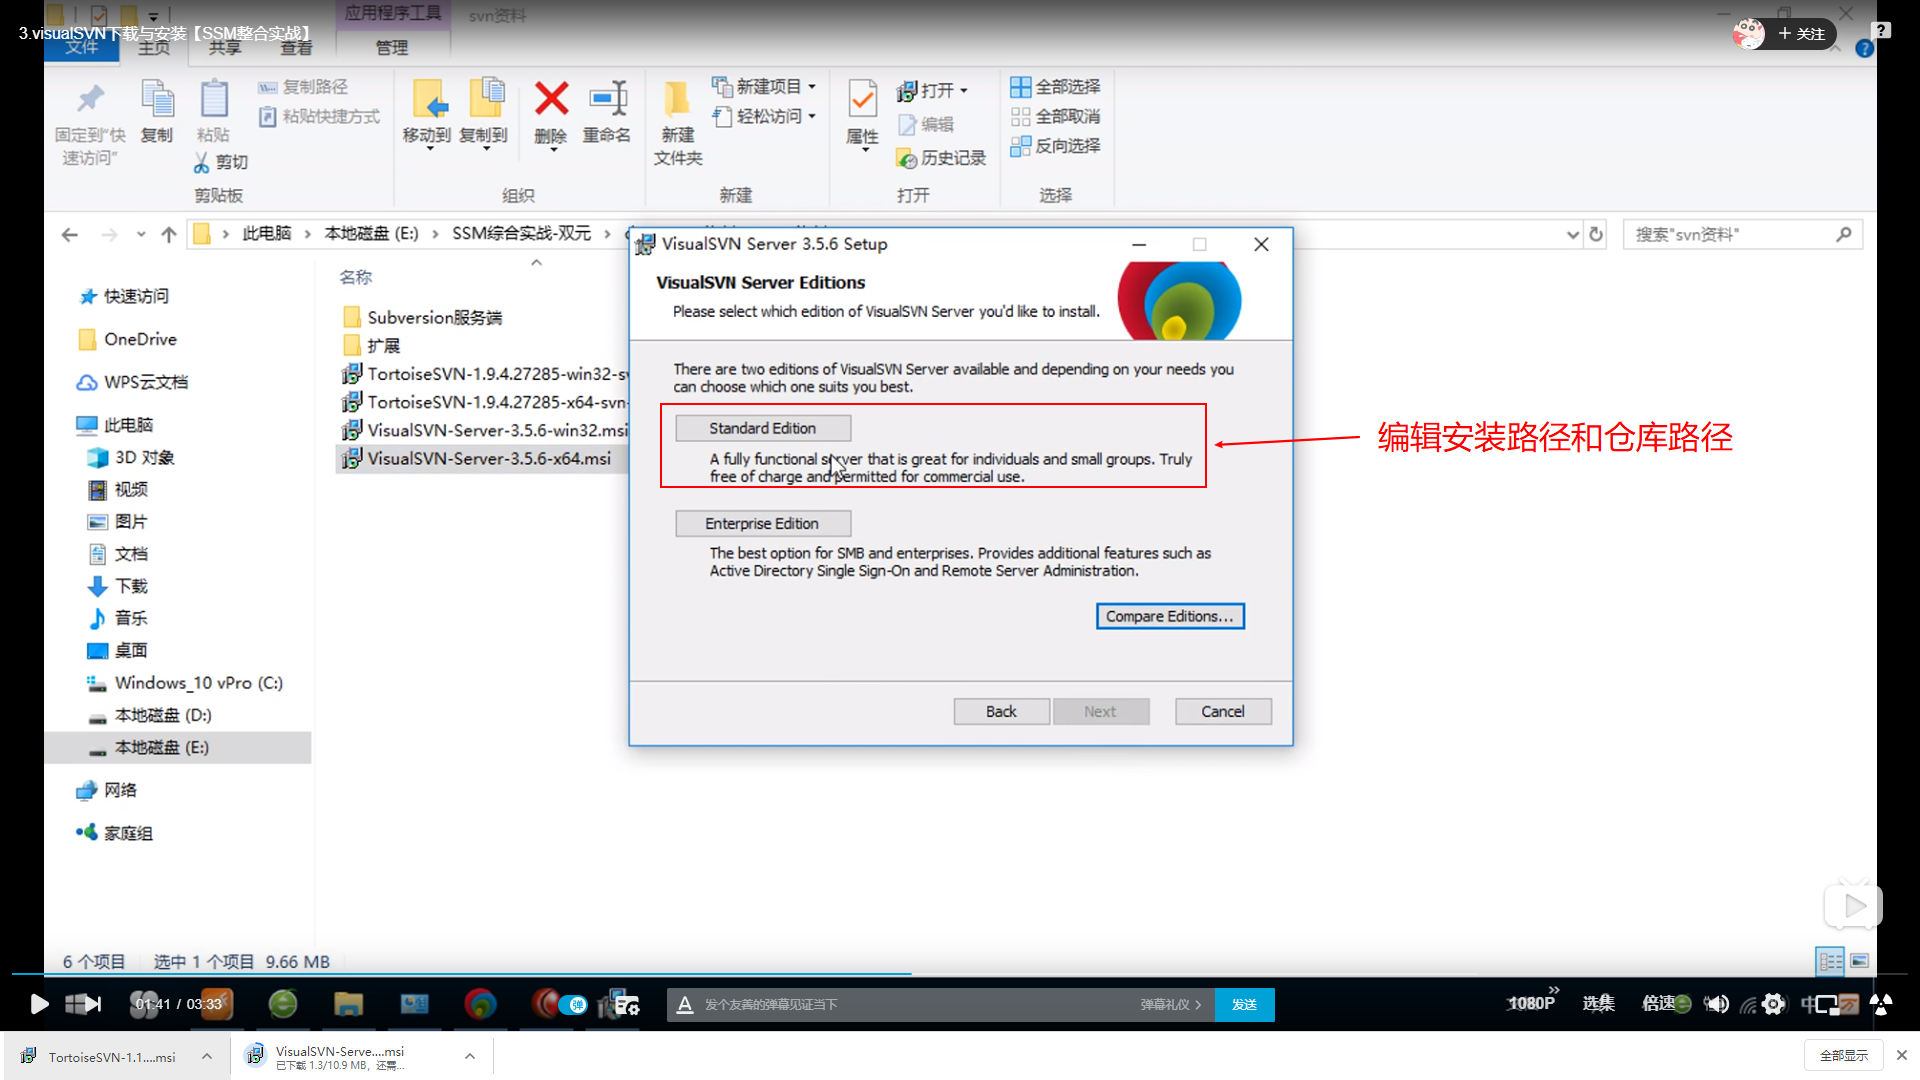 应用程序工具
svn资料
3.visualSVN下载与安装【SSM整合实战】
+ 关注
文件
主页
共享
查看
管理
固定到"快速访问"
复制
粘贴
复制路径
粘贴快捷方式
剪切
剪贴板
移动到
复制到
删除
重命名
组织
新建
文件夹
新建项目
轻松访问
新建
属性
打开
编辑
历史记录
打开
全部选择
全部取消
反向选择
选择
此电脑 › 本地磁盘 (E:) › SSM综合实战-双元 ›
搜索"svn资料"
快速访问
OneDrive
WPS云文档
此电脑
3D 对象
视频
图片
文档
下载
音乐
桌面
Windows_10 vPro (C:)
本地磁盘 (D:)
本地磁盘 (E:)
网络
家庭组
名称
Subversion服务端
扩展
TortoiseSVN-1.9.4.27285-win32-sv
TortoiseSVN-1.9.4.27285-x64-svn-
VisualSVN-Server-3.5.6-win32.msi
VisualSVN-Server-3.5.6-x64.msi
VisualSVN Server 3.5.6 Setup
VisualSVN Server Editions
Please select which edition of VisualSVN Server you'd like to install.
There are two editions of VisualSVN Server available and depending on your needs you
can choose which one suits you best.
Standard Edition
A fully functional server that is great for individuals and small groups. Truly
free of charge and permitted for commercial use.
Enterprise Edition
The best option for SMB and enterprises. Provides additional features such as
Active Directory Single Sign-On and Remote Server Administration.
Compare Editions...
Back
Next
Cancel
编辑安装路径和仓库路径
6 个项目
选中 1 个项目 9.66 MB
01:41 / 03:33
弹
发个友善的弹幕见证当下
弹幕礼仪 ›
发送
1080P
选集
倍速
中
TortoiseSVN-1.1....msi
VisualSVN-Serve....msi
已下载 1.3/10.9 MB，还需...
全部显示